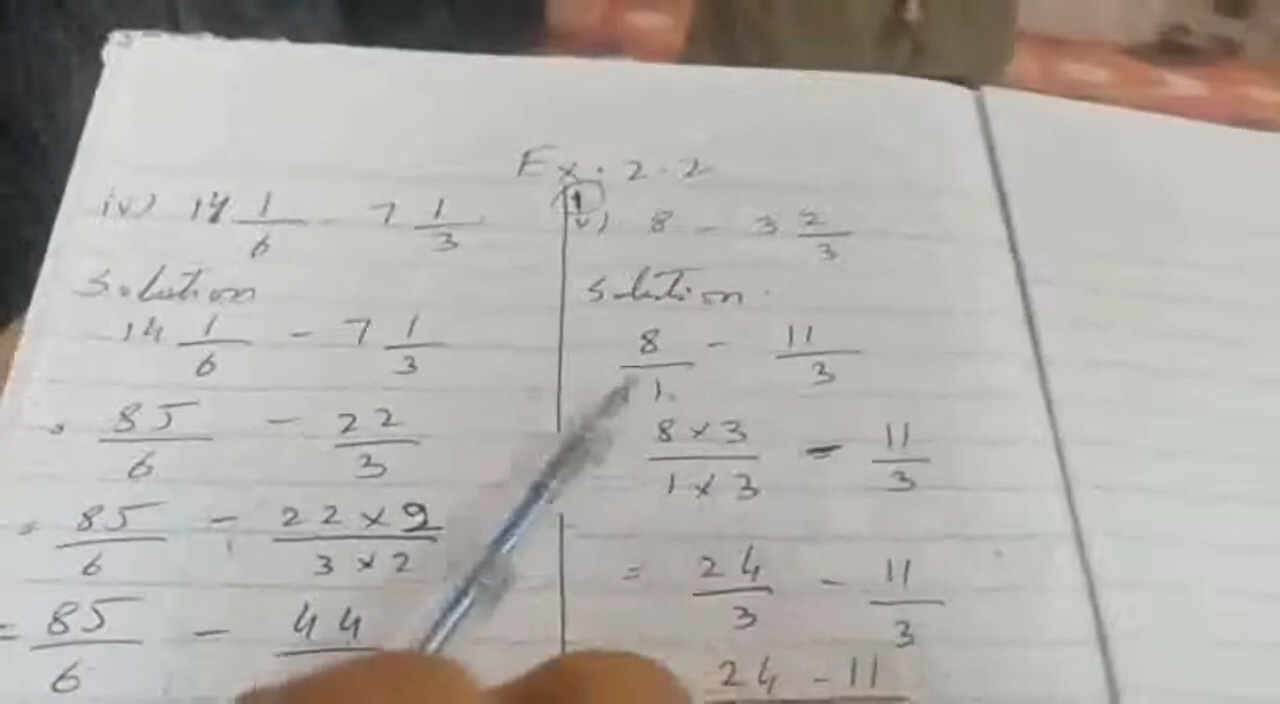 Ex. 2.2
iv) 14 1/6 - 7 1/3
Solution
14 1/6 - 7 1/3
85/6 - 22/3
= 85/6 - 22×2/3×2
= 85/6 - 44
v) 8 - 3 2/3
Solution.
8/1. - 11/3
8×3/1×3 - 11/3
= 24/3 - 11/3
24 - 11